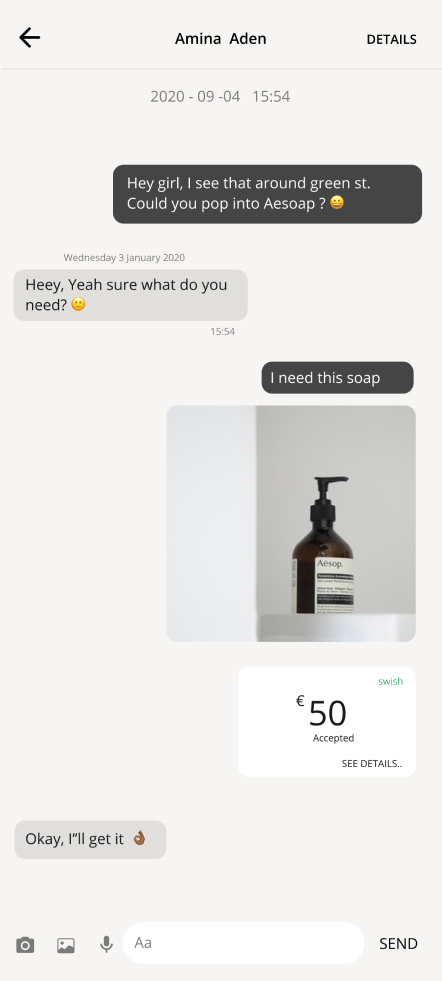 Amina Aden
DETAILS
2020 - 09 -04 15:54
Hey girl, I see that around green st.
Could you pop into Aesoap ? 😀
Wednesday 3 January 2020
Heey, Yeah sure what do you
need? 🙂
15:54
I need this soap
Aēsop.
swish
€ 50
Accepted
SEE DETAILS..
Okay, I"ll get it 👌🏾
Aa
SEND